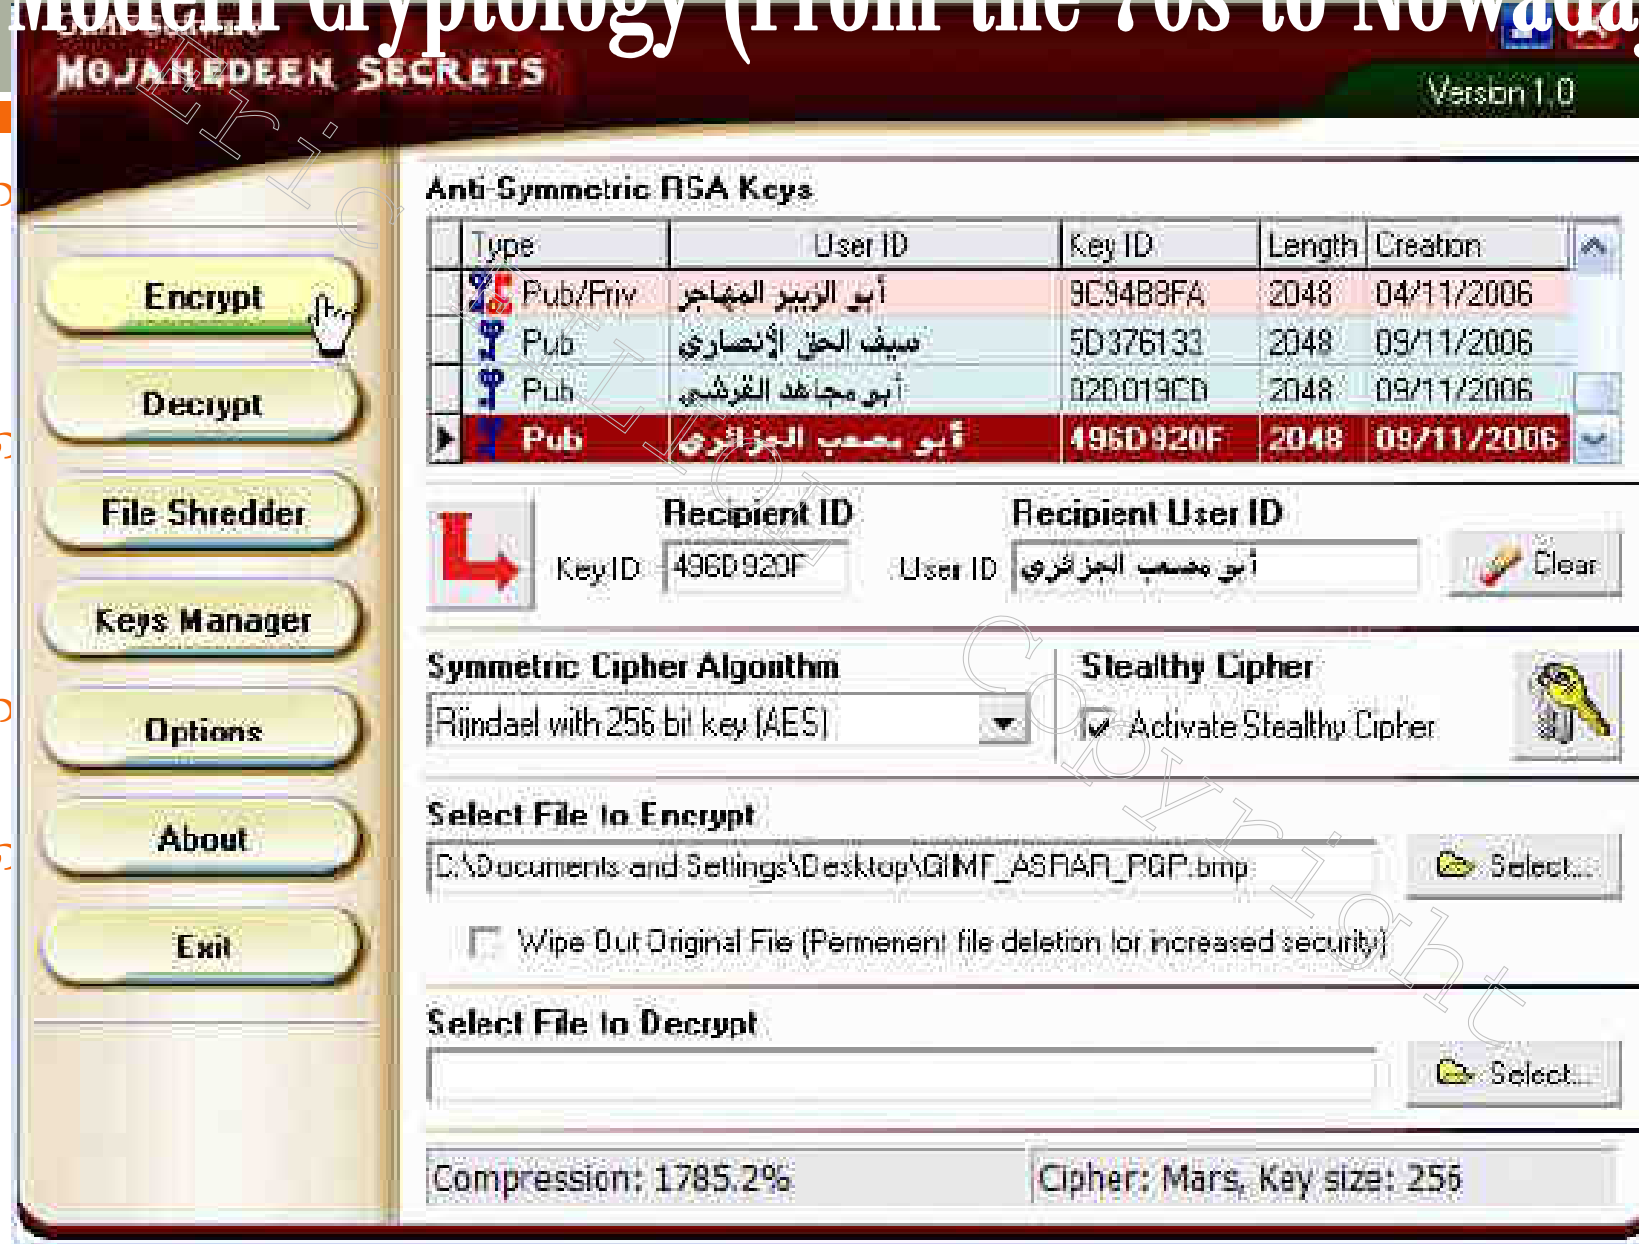 Modern Cryptology (From the 70s to Nowada
MOJAHEDEEN SECRETS
Version 1.0
Anti-Symmetric RSA Keys
Type User ID Key ID Length Creation
Pub/Priv أبو الزبير المهاجر 9C94B8FA 2048 04/11/2006
Pub سيف الحق الأنصاري 5D376133 2048 09/11/2006
Pub أبو مجاهد القرشي 02D019CD 2048 09/11/2006
Pub أبو مصعب الجزائري 496D920F 2048 09/11/2006
Encrypt
Decrypt
File Shredder
Keys Manager
Options
About
Exit
Recipient ID Recipient User ID
Key ID 496D920F User ID أبو مصعب الجزائري Clear
Symmetric Cipher Algorithm Stealthy Cipher
Rijndael with 256 bit key (AES) Activate Stealthy Cipher
Select File to Encrypt
C:\Documents and Settings\Desktop\GIMF_ASRAR_PGP.bmp Select...
Wipe Out Original File (Permenent file deletion for increased security)
Select File to Decrypt
Select...
Compression: 1785.2% Cipher: Mars, Key size: 256
Eric
FILIOL
Copyright